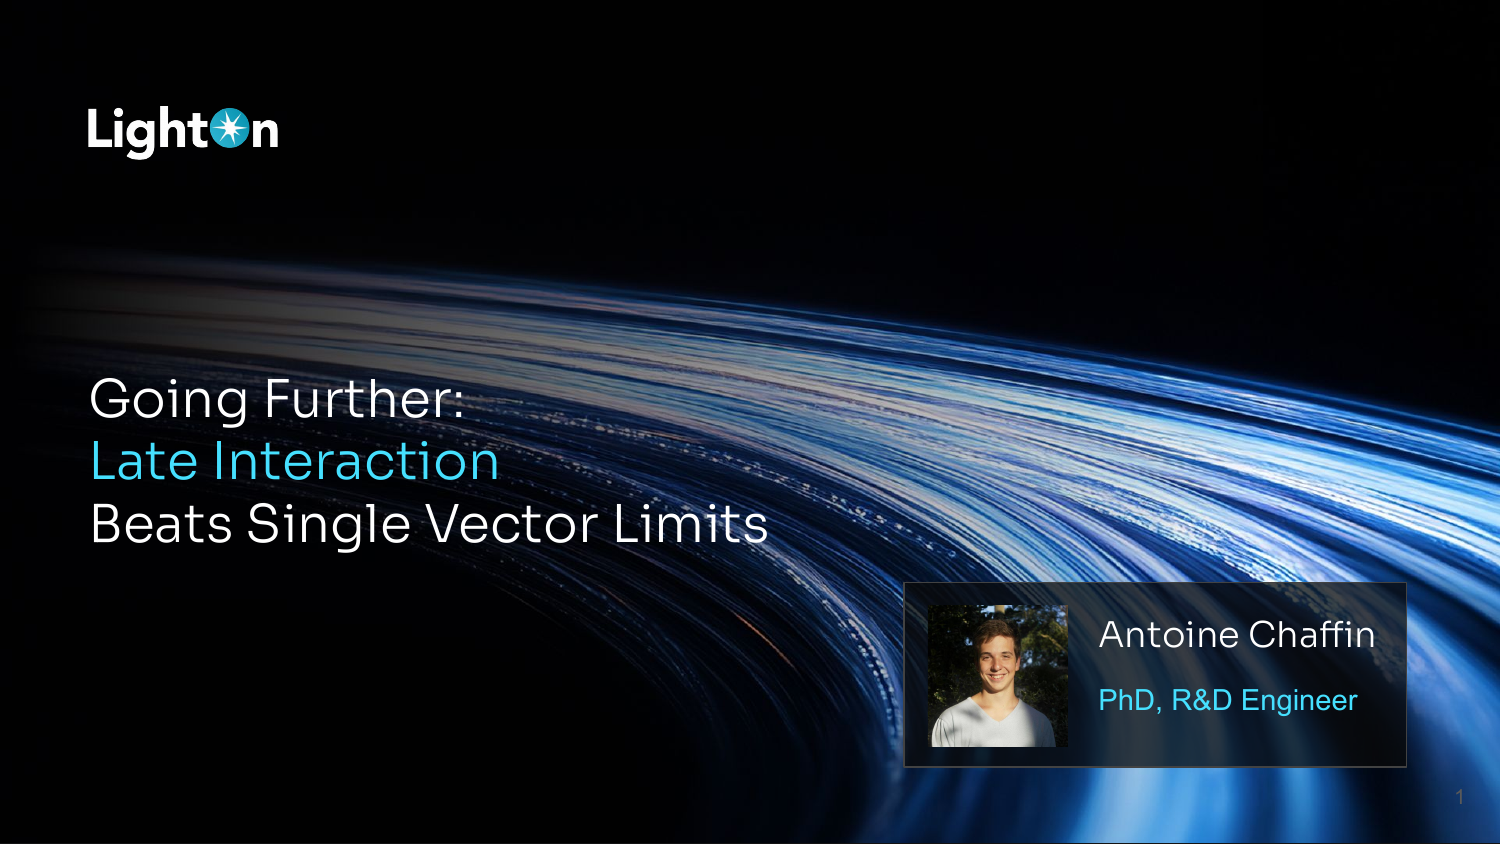 LightOn
Going Further:
Late Interaction
Beats Single Vector Limits
Antoine Chaffin
PhD, R&D Engineer
1